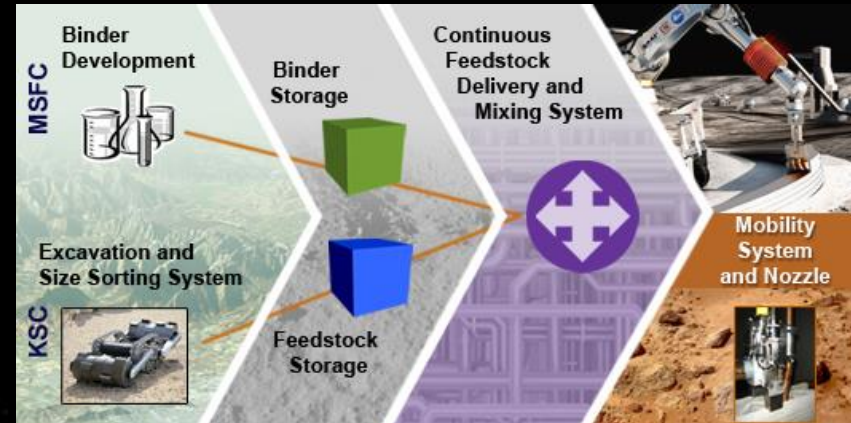 MSFC
Binder
Development
Binder
Storage
Continuous
Feedstock
Delivery and
Mixing System
KSC
Excavation and
Size Sorting System
Feedstock
Storage
Mobility
System
and Nozzle